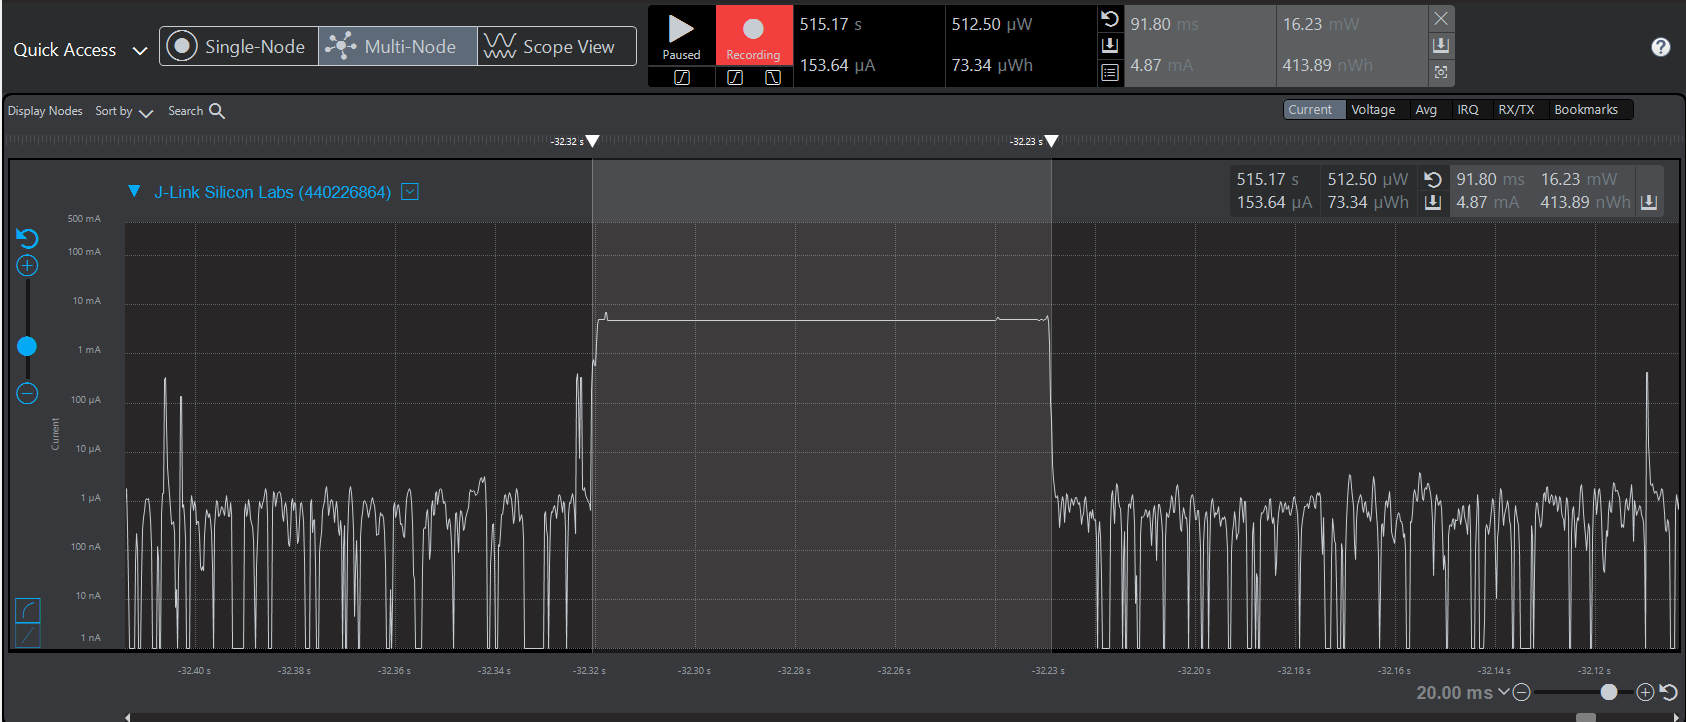 Quick Access
Single-Node
Multi-Node
Scope View
Paused
Recording
515.17 s
512.50 µW
91.80 ms
16.23 mW
153.64 µA
73.34 µWh
4.87 mA
413.89 nWh
Display Nodes
Sort by
Search
Current
Voltage
Avg
IRQ
RX/TX
Bookmarks
-32.32 s
-32.23 s
J-Link Silicon Labs (440226864)
515.17 s
512.50 µW
91.80 ms
16.23 mW
153.64 µA
73.34 µWh
4.87 mA
413.89 nWh
500 mA
100 mA
10 mA
1 mA
100 µA
10 µA
1 µA
100 nA
10 nA
1 nA
Current
-32.40 s
-32.38 s
-32.36 s
-32.34 s
-32.32 s
-32.30 s
-32.28 s
-32.26 s
-32.23 s
-32.20 s
-32.18 s
-32.16 s
-32.14 s
-32.12 s
20.00 ms